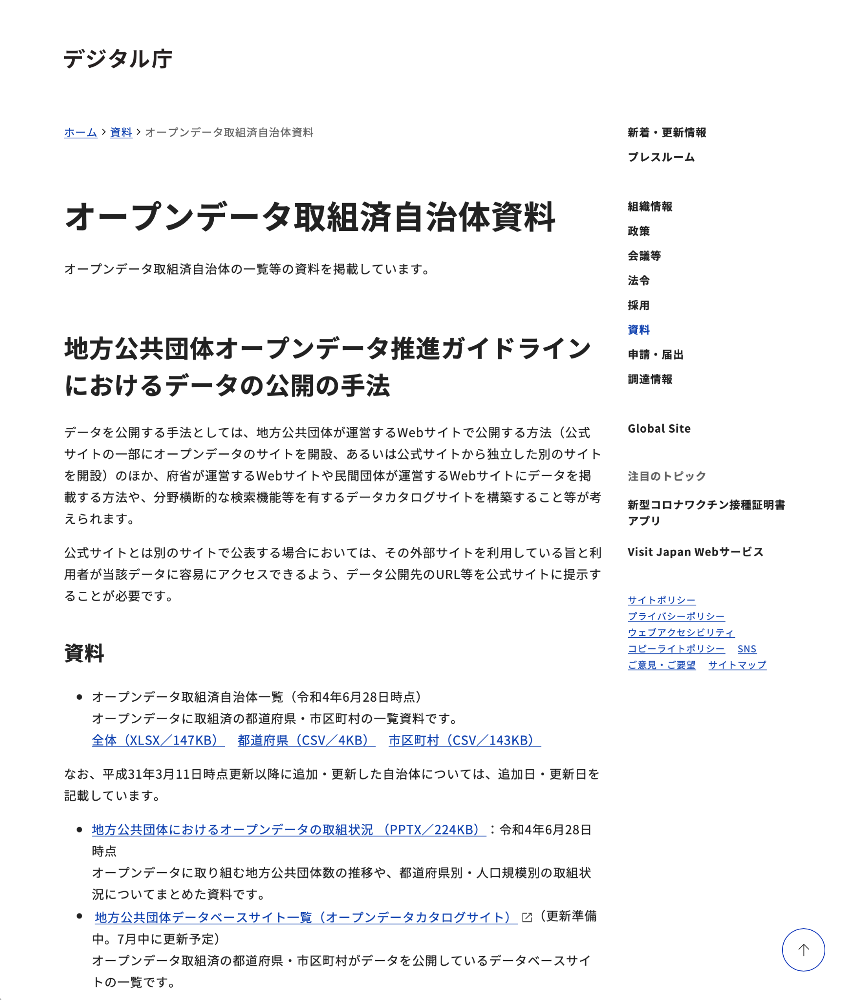 デジタル庁
ホーム > 資料 > オープンデータ取組済自治体資料
オープンデータ取組済自治体資料
オープンデータ取組済自治体の一覧等の資料を掲載しています。
地方公共団体オープンデータ推進ガイドライン
におけるデータの公開の手法
データを公開する手法としては、地方公共団体が運営するWebサイトで公開する方法（公式
サイトの一部にオープンデータのサイトを開設、あるいは公式サイトから独立した別のサイト
を開設）のほか、府省が運営するWebサイトや民間団体が運営するWebサイトにデータを掲
載する方法や、分野横断的な検索機能等を有するデータカタログサイトを構築すること等が考
えられます。
公式サイトとは別のサイトで公表する場合においては、その外部サイトを利用している旨と利
用者が当該データに容易にアクセスできるよう、データ公開先のURL等を公式サイトに提示す
ることが必要です。
資料
オープンデータ取組済自治体一覧（令和4年6月28日時点）
オープンデータに取組済の都道府県・市区町村の一覧資料です。
全体（XLSX／147KB） 都道府県（CSV／4KB） 市区町村（CSV／143KB）
なお、平成31年3月11日時点更新以降に追加・更新した自治体については、追加日・更新日を
記載しています。
地方公共団体におけるオープンデータの取組状況 （PPTX／224KB）：令和4年6月28日
時点
オープンデータに取り組む地方公共団体数の推移や、都道府県別・人口規模別の取組状
況についてまとめた資料です。
地方公共団体データベースサイト一覧（オープンデータカタログサイト）（更新準備
中。7月中に更新予定）
オープンデータ取組済の都道府県・市区町村がデータを公開しているデータベースサイ
トの一覧です。
新着・更新情報
プレスルーム
組織情報
政策
会議等
法令
採用
資料
申請・届出
調達情報
Global Site
注目のトピック
新型コロナワクチン接種証明書
アプリ
Visit Japan Webサービス
サイトポリシー
プライバシーポリシー
ウェブアクセシビリティ
コピーライトポリシー SNS
ご意見・ご要望 サイトマップ